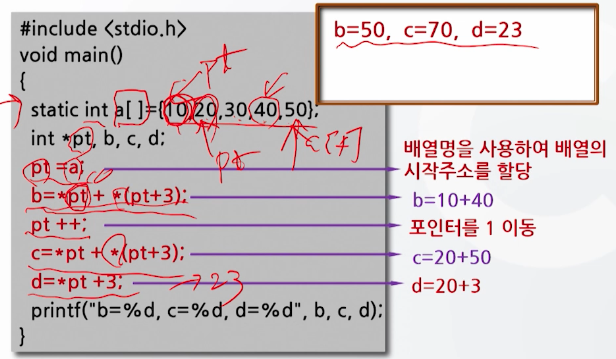 #include <stdio.h>
void main()
{
static int a[ ]={10,20,30,40,50};
int *pt, b, c, d;
pt =a;
b=*pt + *(pt+3);
pt ++;
c=*pt + *(pt+3);
d=*pt +3;
printf("b=%d, c=%d, d=%d", b, c, d);
}
b=50, c=70, d=23
배열명을 사용하여 배열의
시작주소를 할당
b=10+40
포인터를 1 이동
c=20+50
d=20+3
pt
pt
a[4]
23